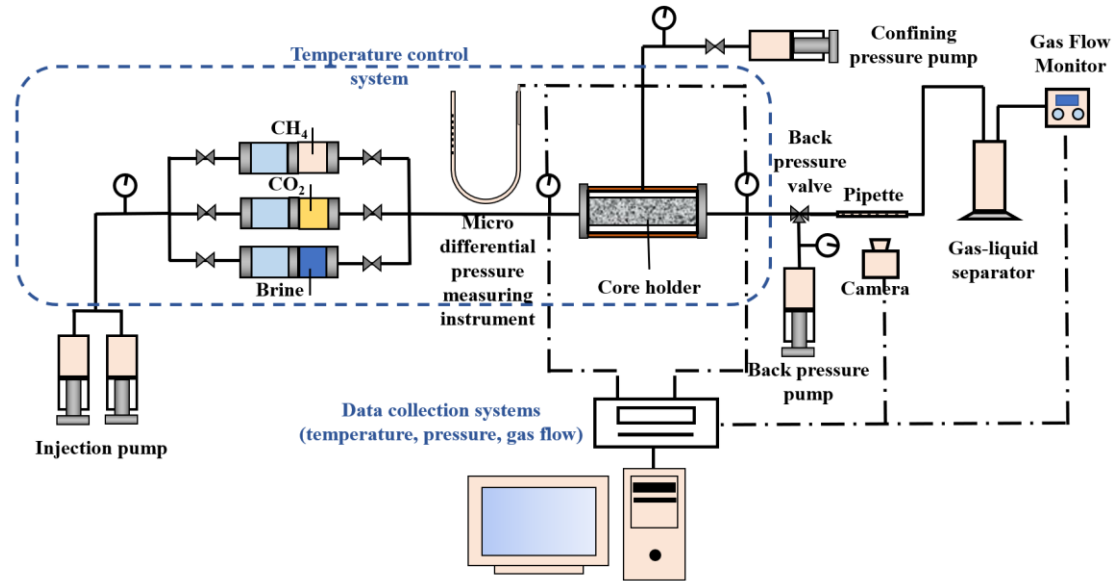 Temperature control
system
Confining
pressure pump
Gas Flow
Monitor
CH₄
CO₂
Brine
Micro
differential
pressure
measuring
instrument
Core holder
Back
pressure
valve
Pipette
Gas-liquid
separator
Camera
Back pressure
pump
Injection pump
Data collection systems
(temperature, pressure, gas flow)